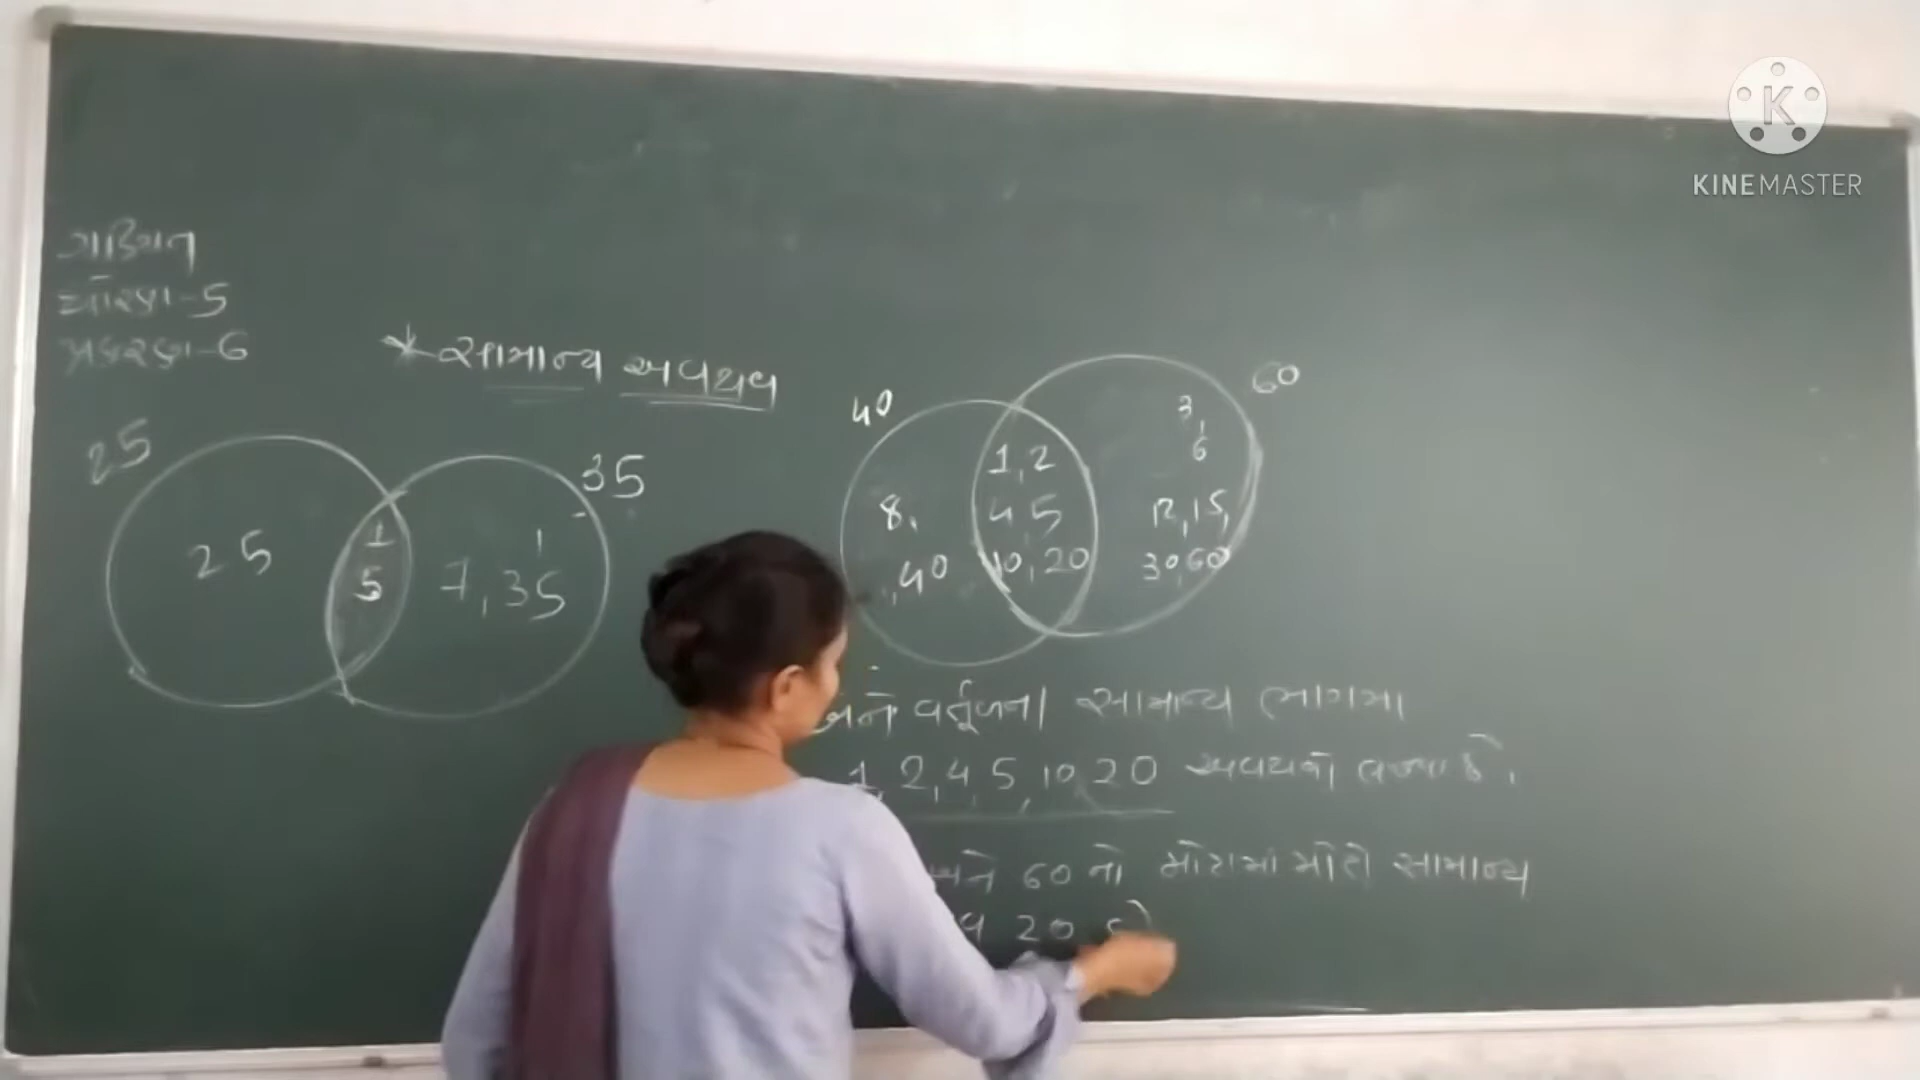 ગણિત
ધોરણ-5
પ્રકરણ-6
* સામાન્ય અવયવ
25
35
25
1
5
7, 35
40
60
8,
, 40
1, 2
4, 5
10, 20
3,
6
12, 15,
30, 60
બંને વર્તુળના સામાન્ય ભાગમા
1, 2, 4, 5, 10, 20 અવયવો લખ્યા છે.
અને 60 નો મોટામાં મોટો સામાન્ય
20
KINEMASTER